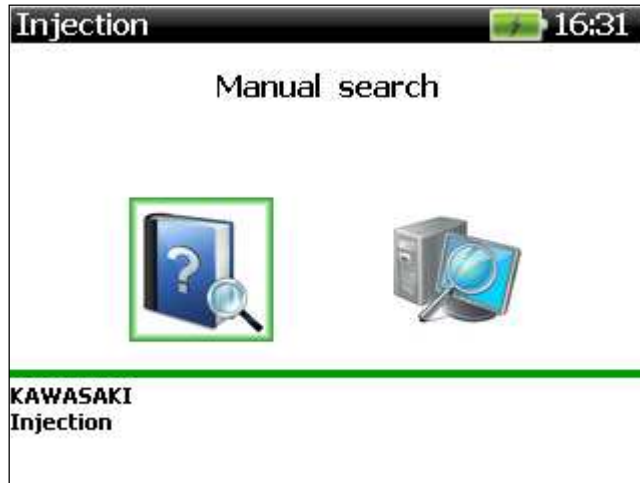 Injection 16:31
Manual search
?
KAWASAKI
Injection